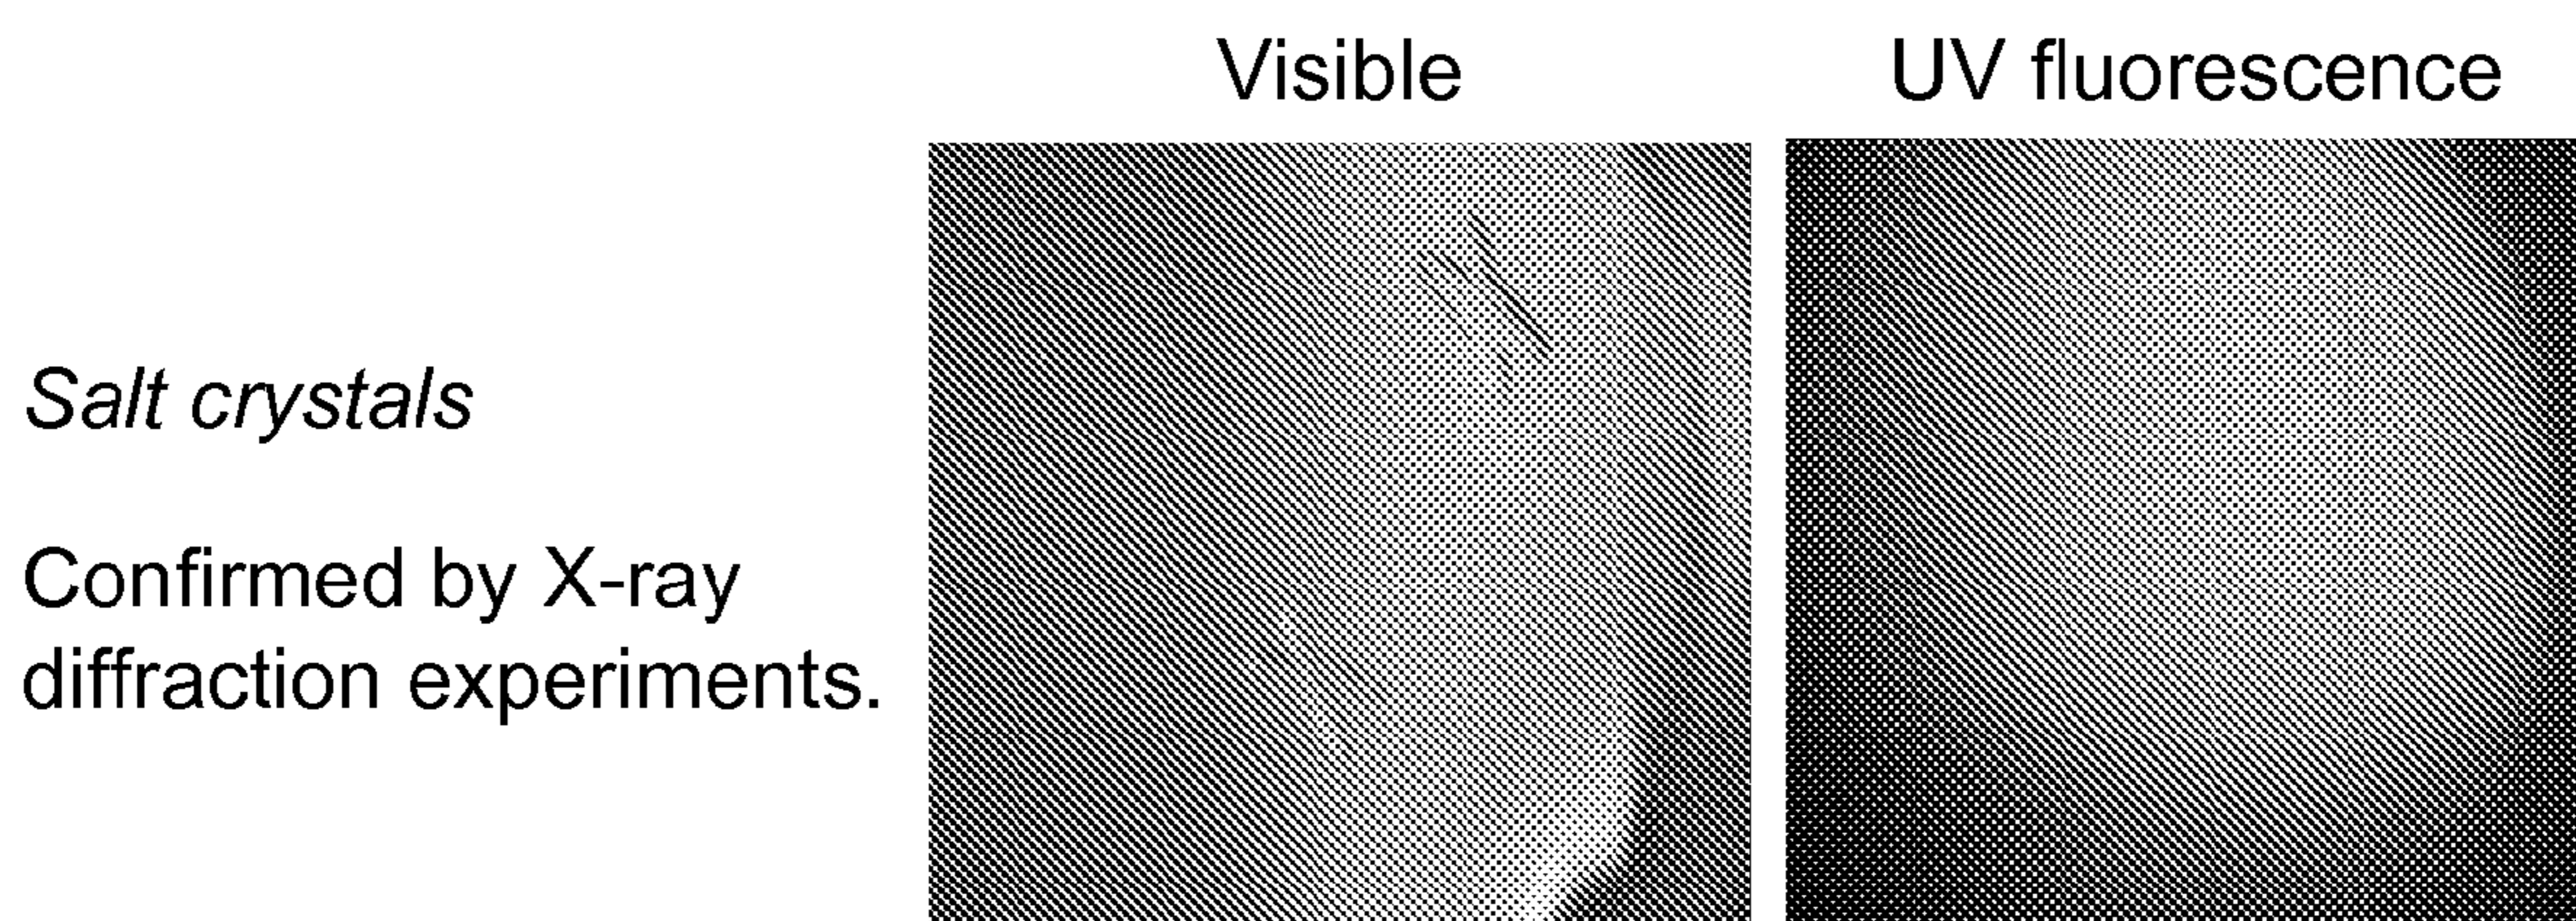 Visible
UV fluorescence
Salt crystals
Confirmed by X-ray
diffraction experiments.